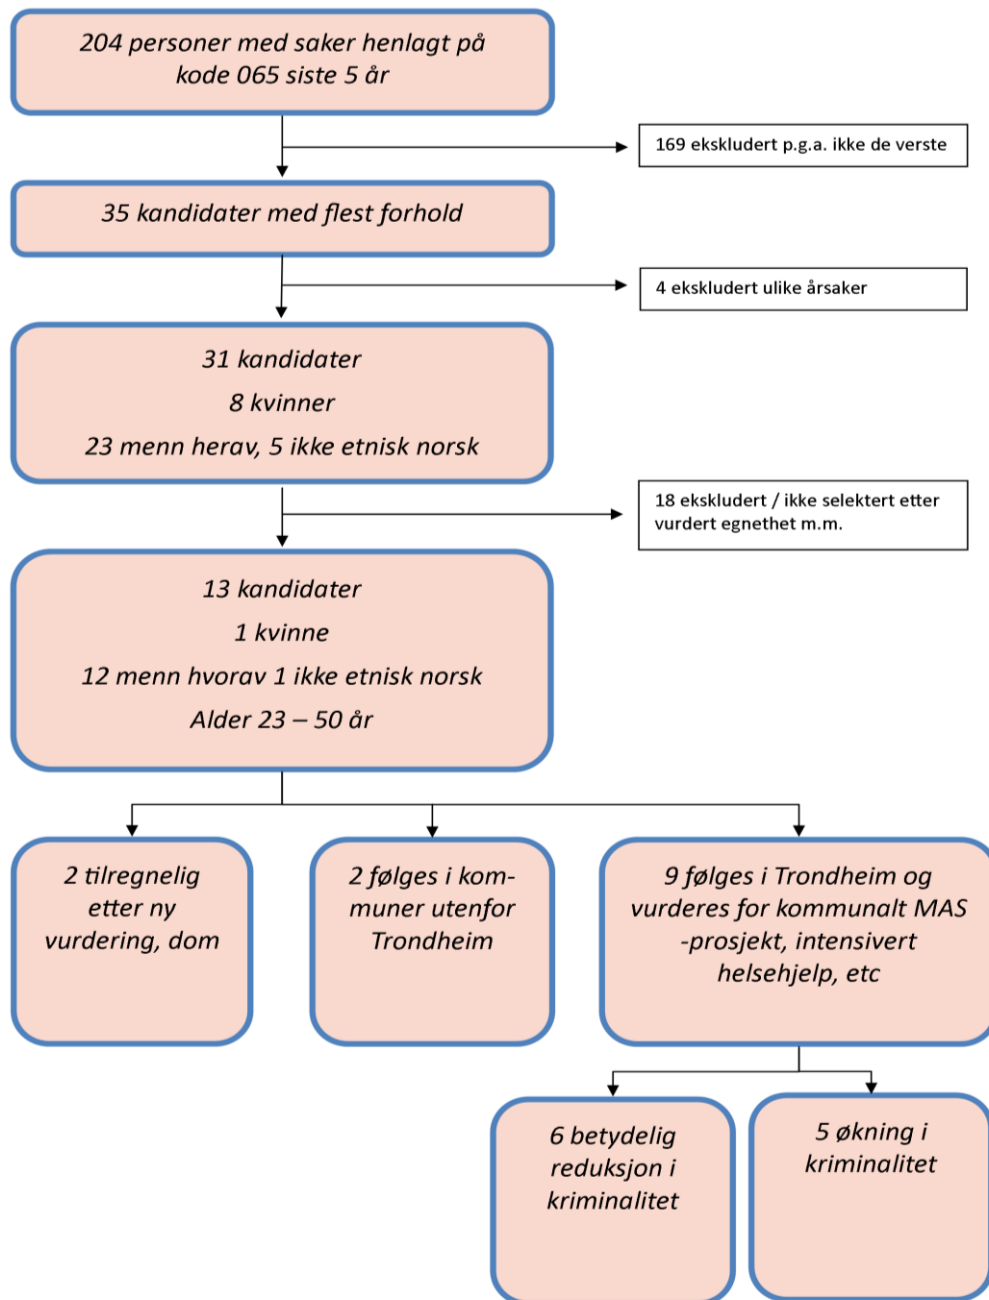 204 personer med saker henlagt på
kode 065 siste 5 år
169 ekskludert p.g.a. ikke de verste
35 kandidater med flest forhold
4 ekskludert ulike årsaker
31 kandidater
8 kvinner
23 menn herav, 5 ikke etnisk norsk
18 ekskludert / ikke selektert etter
vurdert egnethet m.m.
13 kandidater
1 kvinne
12 menn hvorav 1 ikke etnisk norsk
Alder 23 – 50 år
2 tilregnelig
etter ny
vurdering, dom
2 følges i kom-
muner utenfor
Trondheim
9 følges i Trondheim og
vurderes for kommunalt MAS
-prosjekt, intensivert
helsehjelp, etc
6 betydelig
reduksjon i
kriminalitet
5 økning i
kriminalitet